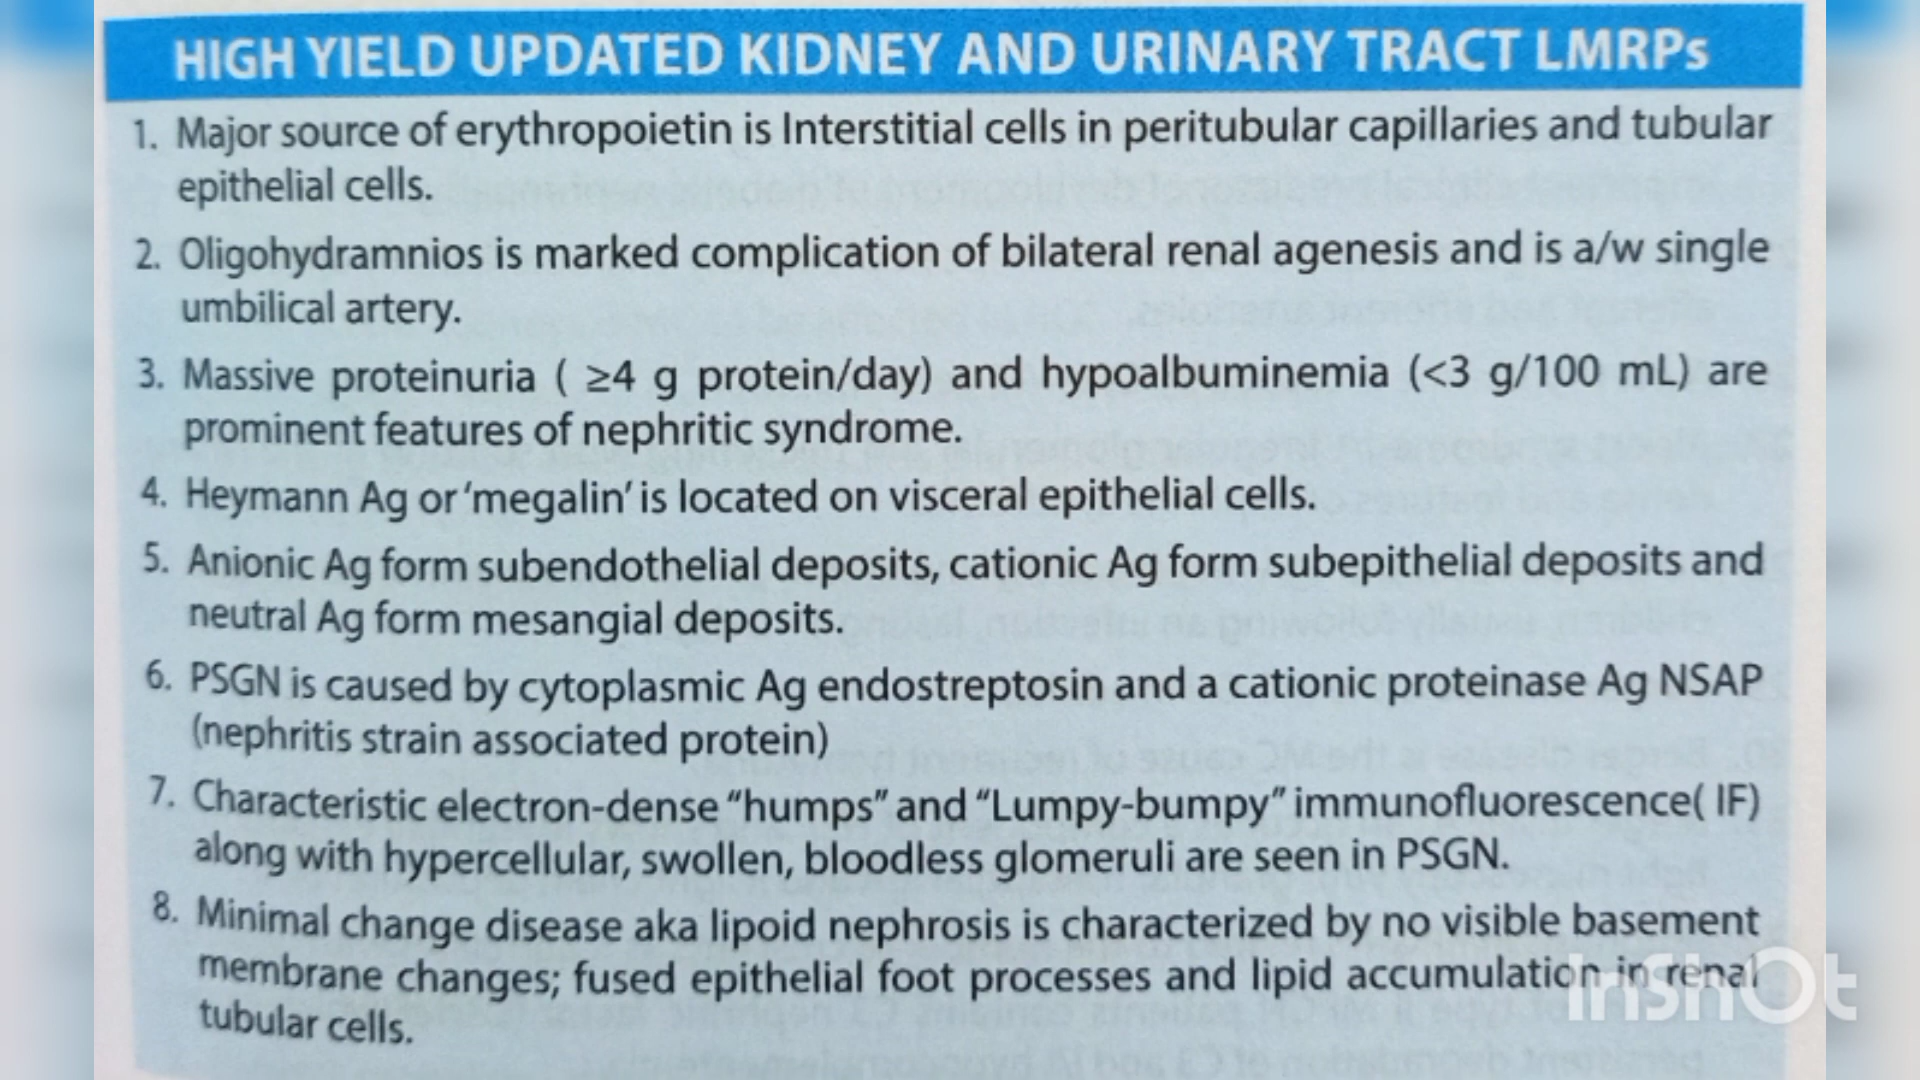 HIGH YIELD UPDATED KIDNEY AND URINARY TRACT LMRPs
1. Major source of erythropoietin is Interstitial cells in peritubular capillaries and tubular
epithelial cells.
2. Oligohydramnios is marked complication of bilateral renal agenesis and is a/w single
umbilical artery.
3. Massive proteinuria ( ≥4 g protein/day) and hypoalbuminemia (<3 g/100 mL) are
prominent features of nephritic syndrome.
4. Heymann Ag or ‘megalin’ is located on visceral epithelial cells.
5. Anionic Ag form subendothelial deposits, cationic Ag form subepithelial deposits and
neutral Ag form mesangial deposits.
6. PSGN is caused by cytoplasmic Ag endostreptosin and a cationic proteinase Ag NSAP
(nephritis strain associated protein)
7. Characteristic electron-dense “humps” and “Lumpy-bumpy” immunofluorescence( IF)
along with hypercellular, swollen, bloodless glomeruli are seen in PSGN.
8. Minimal change disease aka lipoid nephrosis is characterized by no visible basement
membrane changes; fused epithelial foot processes and lipid accumulation in renal
tubular cells.
InShOt